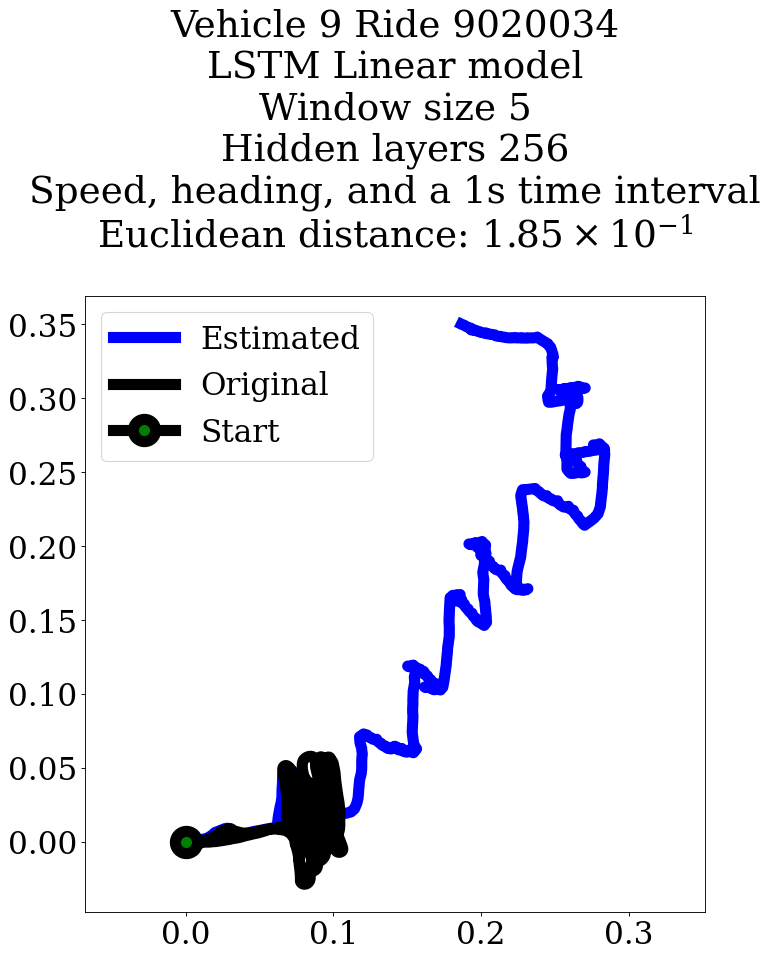 Vehicle 9 Ride 9020034
LSTM Linear model
Window size 5
Hidden layers 256
Speed, heading, and a 1s time interval
Euclidean distance: 1.85 × 10⁻¹
Estimated
Original
Start
0.35
0.30
0.25
0.20
0.15
0.10
0.05
0.00
0.0 0.1 0.2 0.3